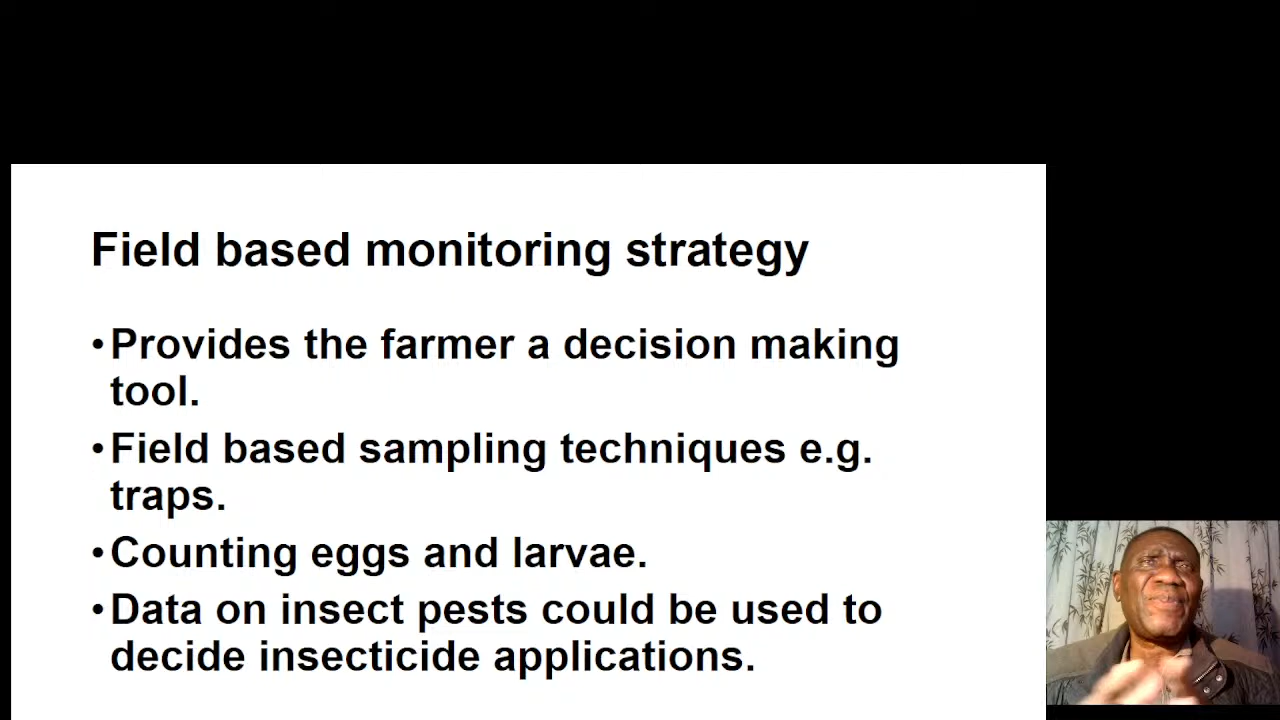 Field based monitoring strategy
•Provides the farmer a decision making
tool.
•Field based sampling techniques e.g.
traps.
•Counting eggs and larvae.
•Data on insect pests could be used to
decide insecticide applications.